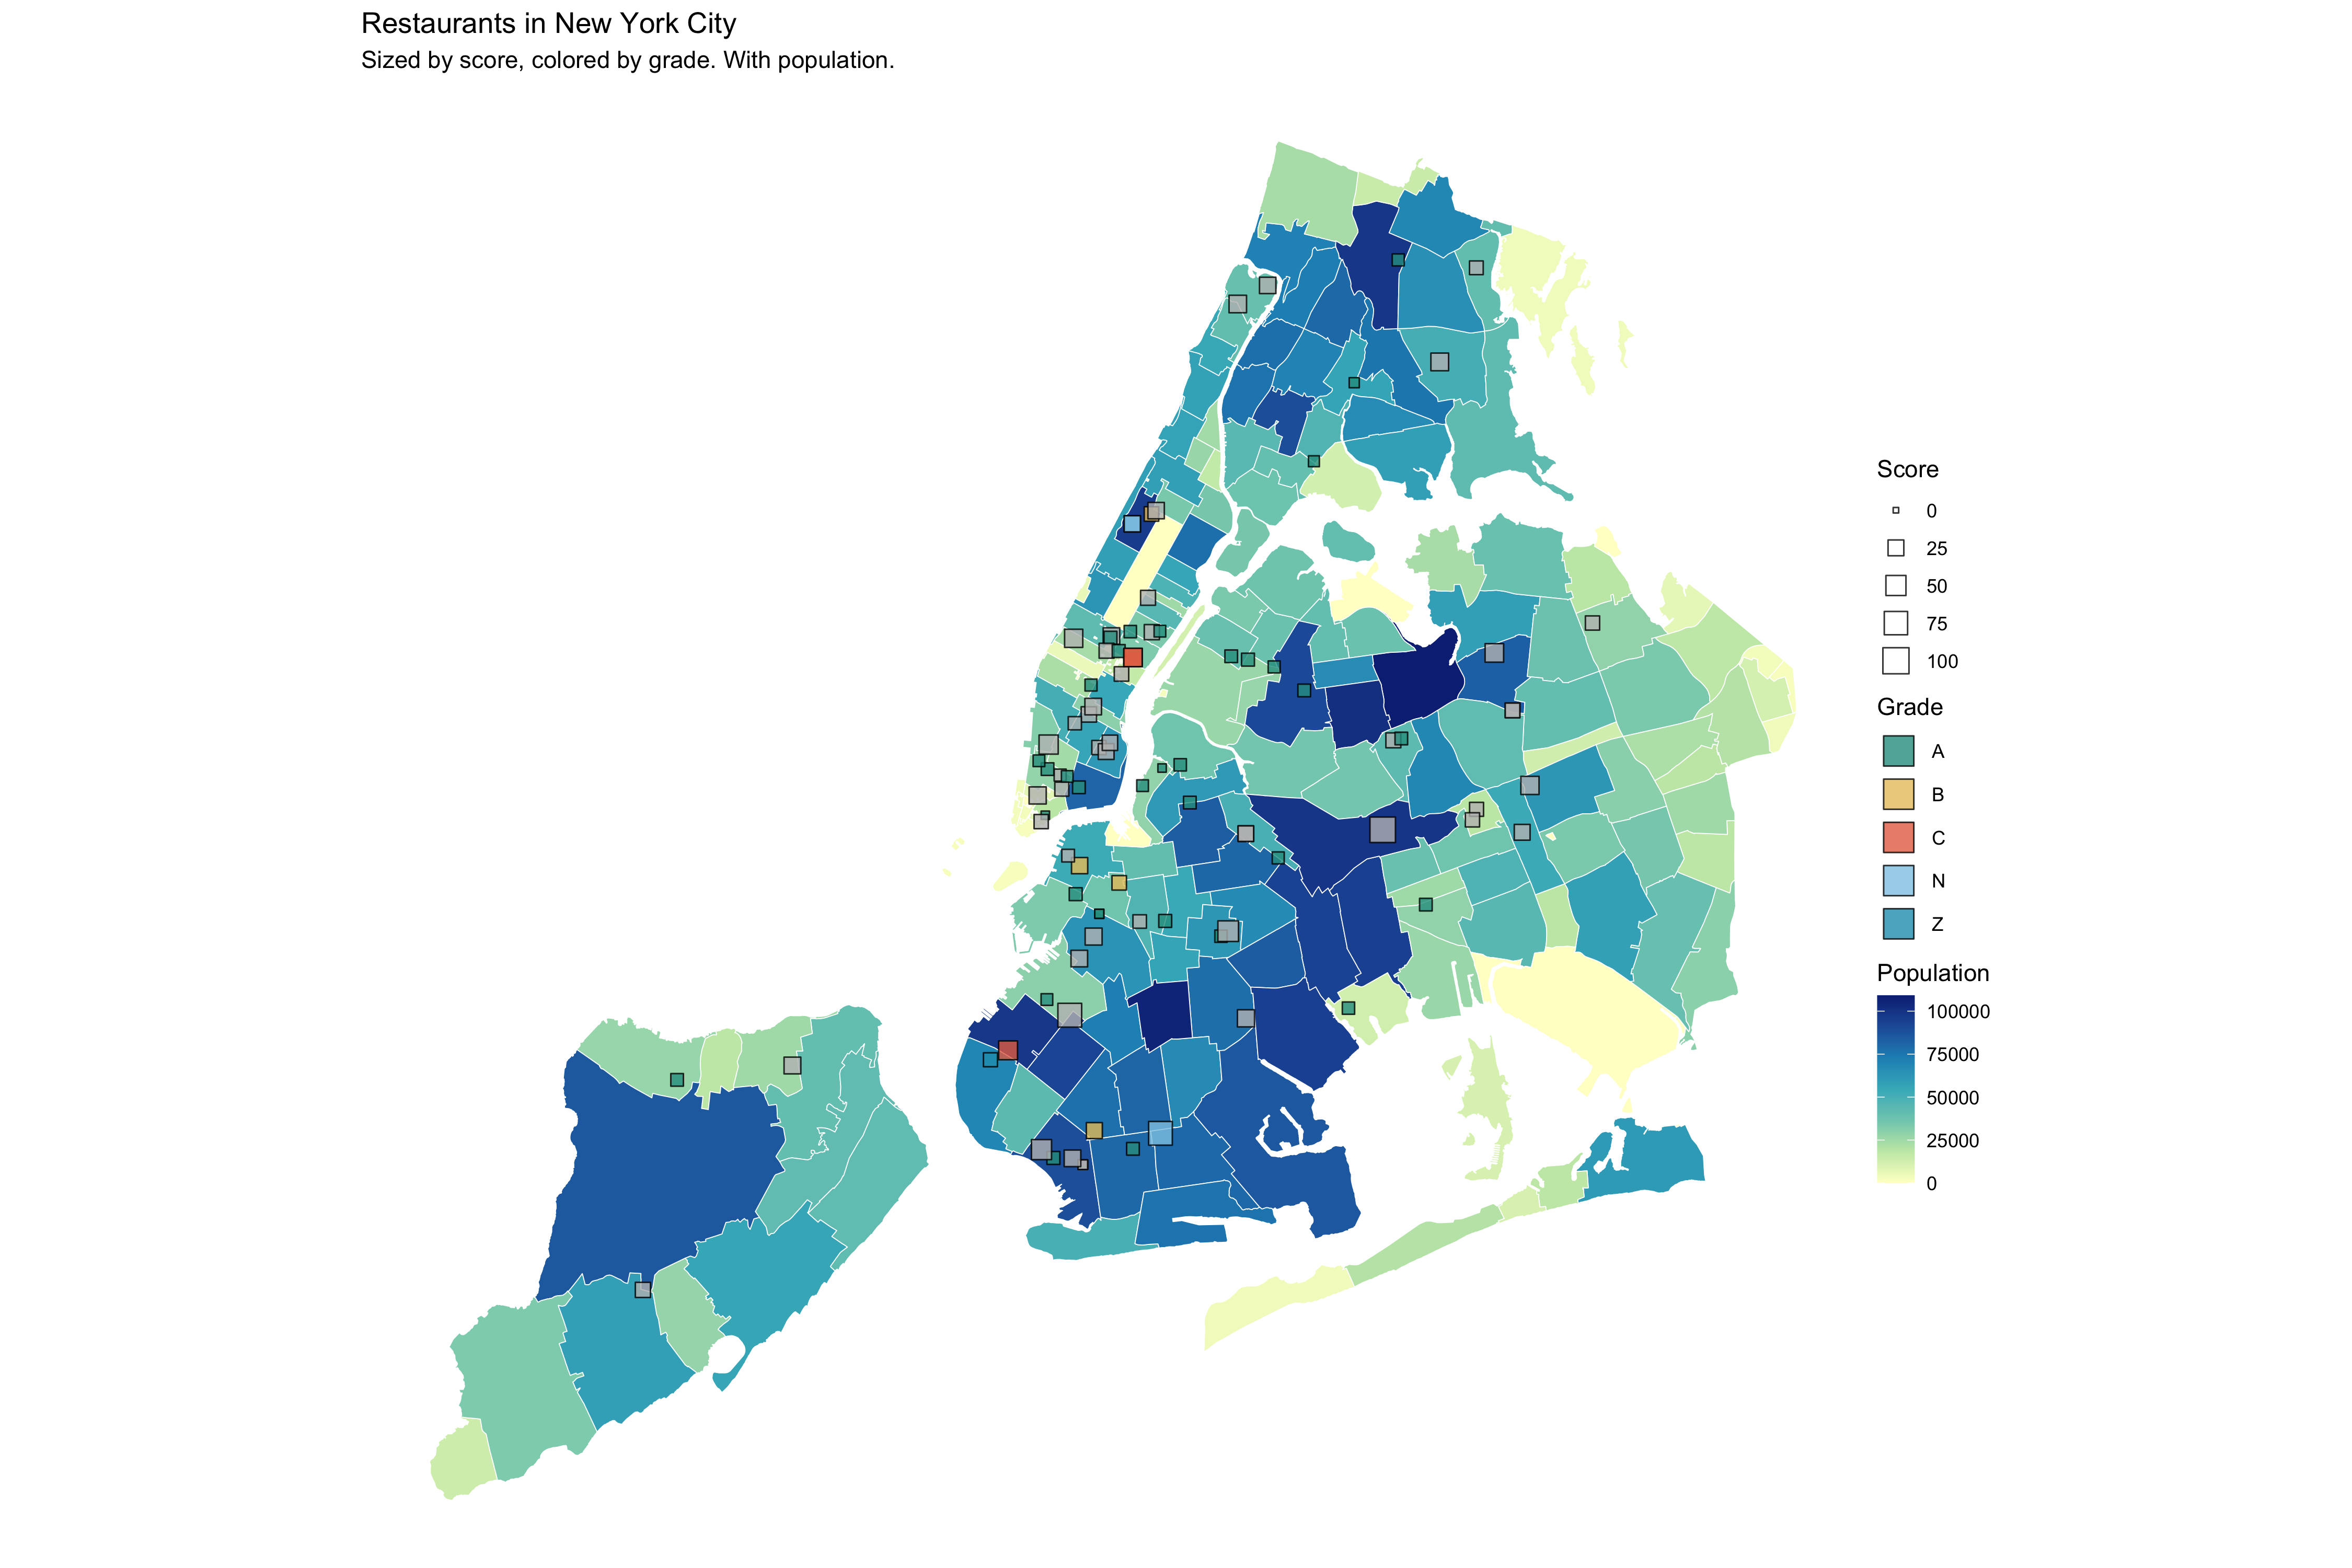 Restaurants in New York City
Sized by score, colored by grade. With population.
Score
0
25
50
75
100
Grade
A
B
C
N
Z
Population
100000
75000
50000
25000
0